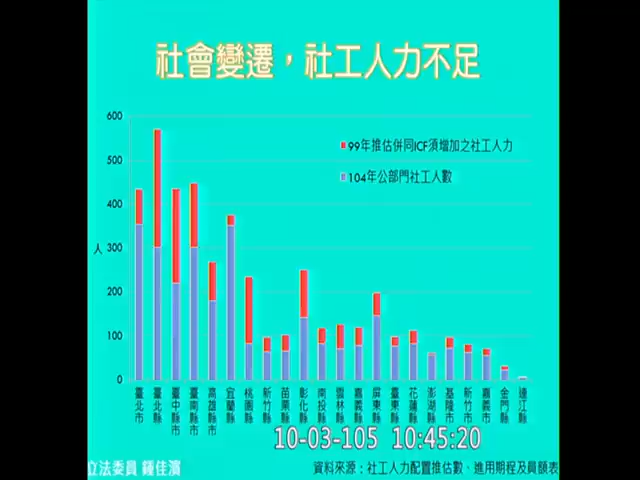 社會變遷，社工人力不足
600
500
400
300
200
100
0
人
99年推估併同ICF須增加之社工人力
104年公部門社工人數
臺北市
臺北縣
臺中縣市
臺南縣市
高雄縣市
宜蘭縣
桃園縣
新竹縣
苗栗縣
彰化縣
南投縣
雲林縣
嘉義縣
屏東縣
臺東縣
花蓮縣
澎湖縣
基隆市
新竹市
嘉義市
金門縣
連江縣
10-03-105 10:45:20
立法委員 鍾佳濱
資料來源：社工人力配置推估數、進用期程及員額表